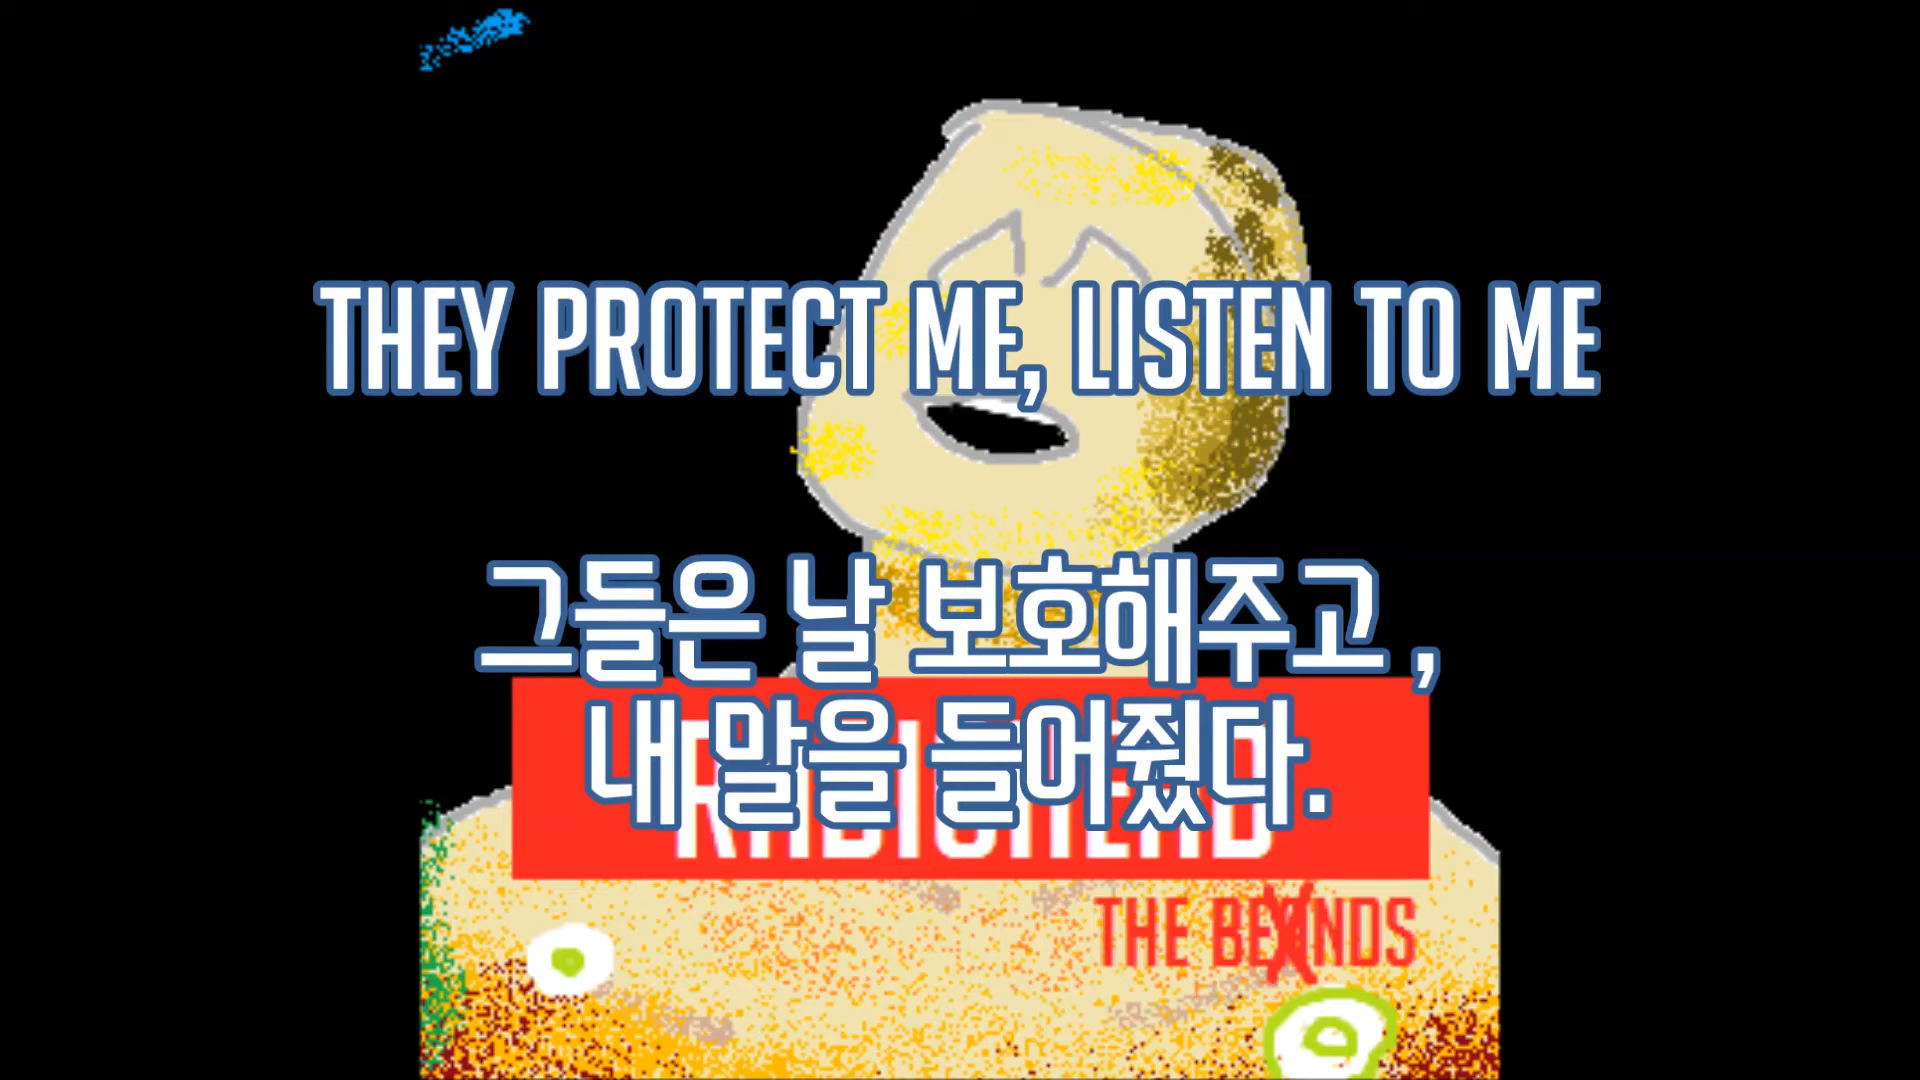 THEY PROTECT ME, LISTEN TO ME
그들은 날 보호해주고,
내 말을 들어줬다.
RADIOHEAD
THE